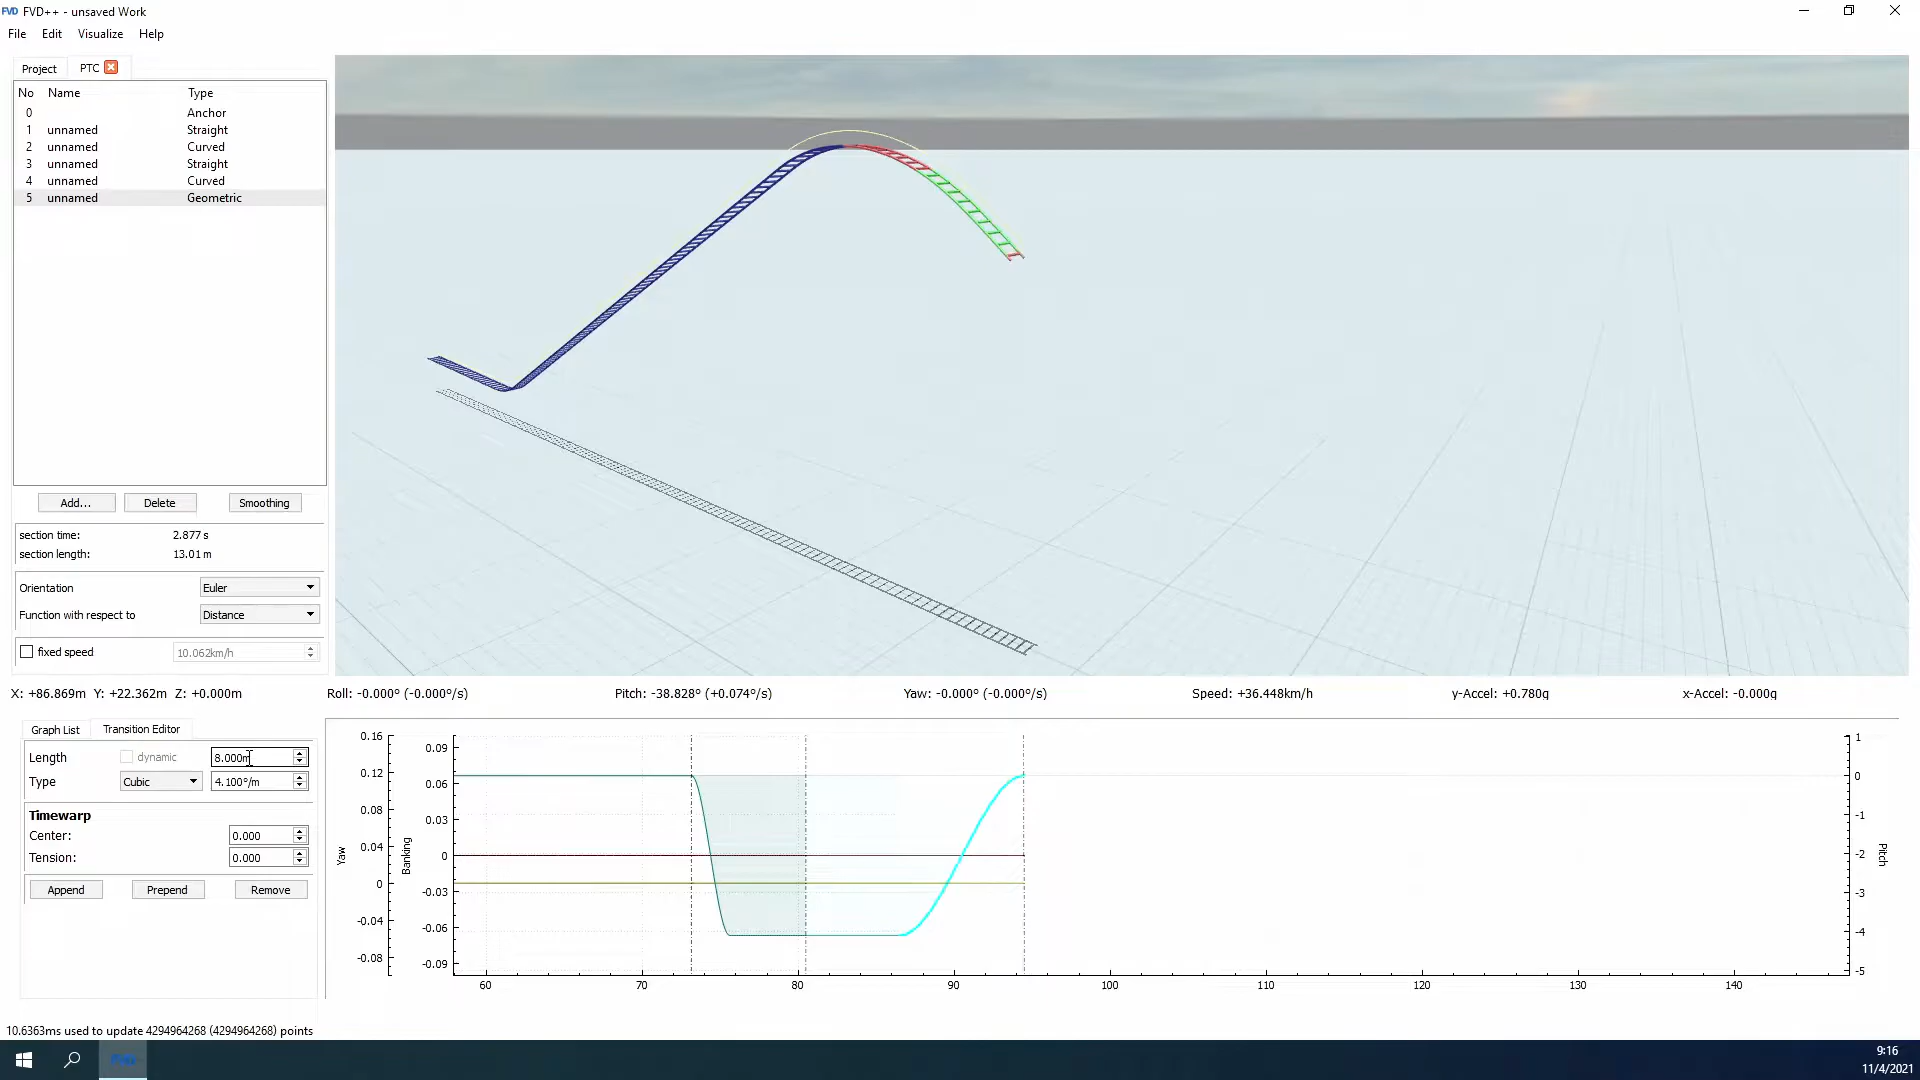 FVD FVD++ - unsaved Work
File Edit Visualize Help
Project PTC
No Name Type
0 Anchor
1 unnamed Straight
2 unnamed Curved
3 unnamed Straight
4 unnamed Curved
5 unnamed Geometric
Add... Delete Smoothing
section time: 2.877 s
section length: 13.01 m
Orientation Euler
Function with respect to Distance
fixed speed 10.062km/h
X: +86.869m Y: +22.362m Z: +0.000m Roll: -0.000° (-0.000°/s) Pitch: -38.828° (+0.074°/s) Yaw: -0.000° (-0.000°/s) Speed: +36.448km/h y-Accel: +0.780g x-Accel: -0.000g
Graph List Transition Editor
Length dynamic 8.000m
Type Cubic 4.100°/m
Timewarp
Center: 0.000
Tension: 0.000
Append Prepend Remove
Yaw
0.16
0.12
0.08
0.04
0
-0.04
-0.08
Banking
0.09
0.06
0.03
0
-0.03
-0.06
-0.09
60 70 80 90 100 110 120 130 140
1
0
-1
-2
-3
-4
-5
Pitch
10.6363ms used to update 4294964268 (4294964268) points
9:16
11/4/2021